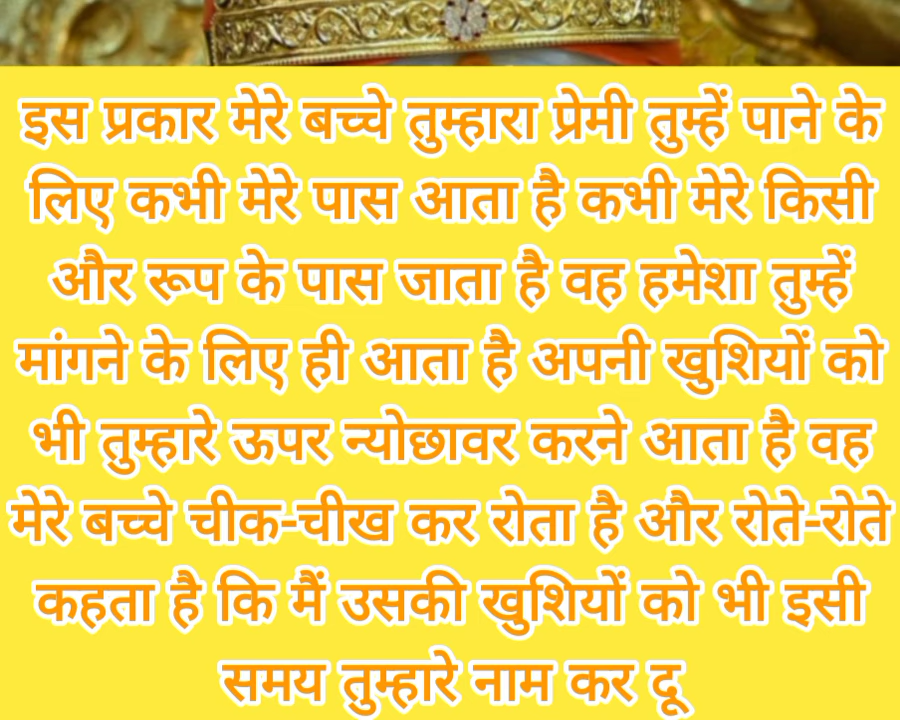 इस प्रकार मेरे बच्चे तुम्हारा प्रेमी तुम्हें पाने के
लिए कभी मेरे पास आता है कभी मेरे किसी
और रूप के पास जाता है वह हमेशा तुम्हें
मांगने के लिए ही आता है अपनी खुशियों को
भी तुम्हारे ऊपर न्योछावर करने आता है वह
मेरे बच्चे चीक-चीख कर रोता है और रोते-रोते
कहता है कि मैं उसकी खुशियों को भी इसी
समय तुम्हारे नाम कर दू